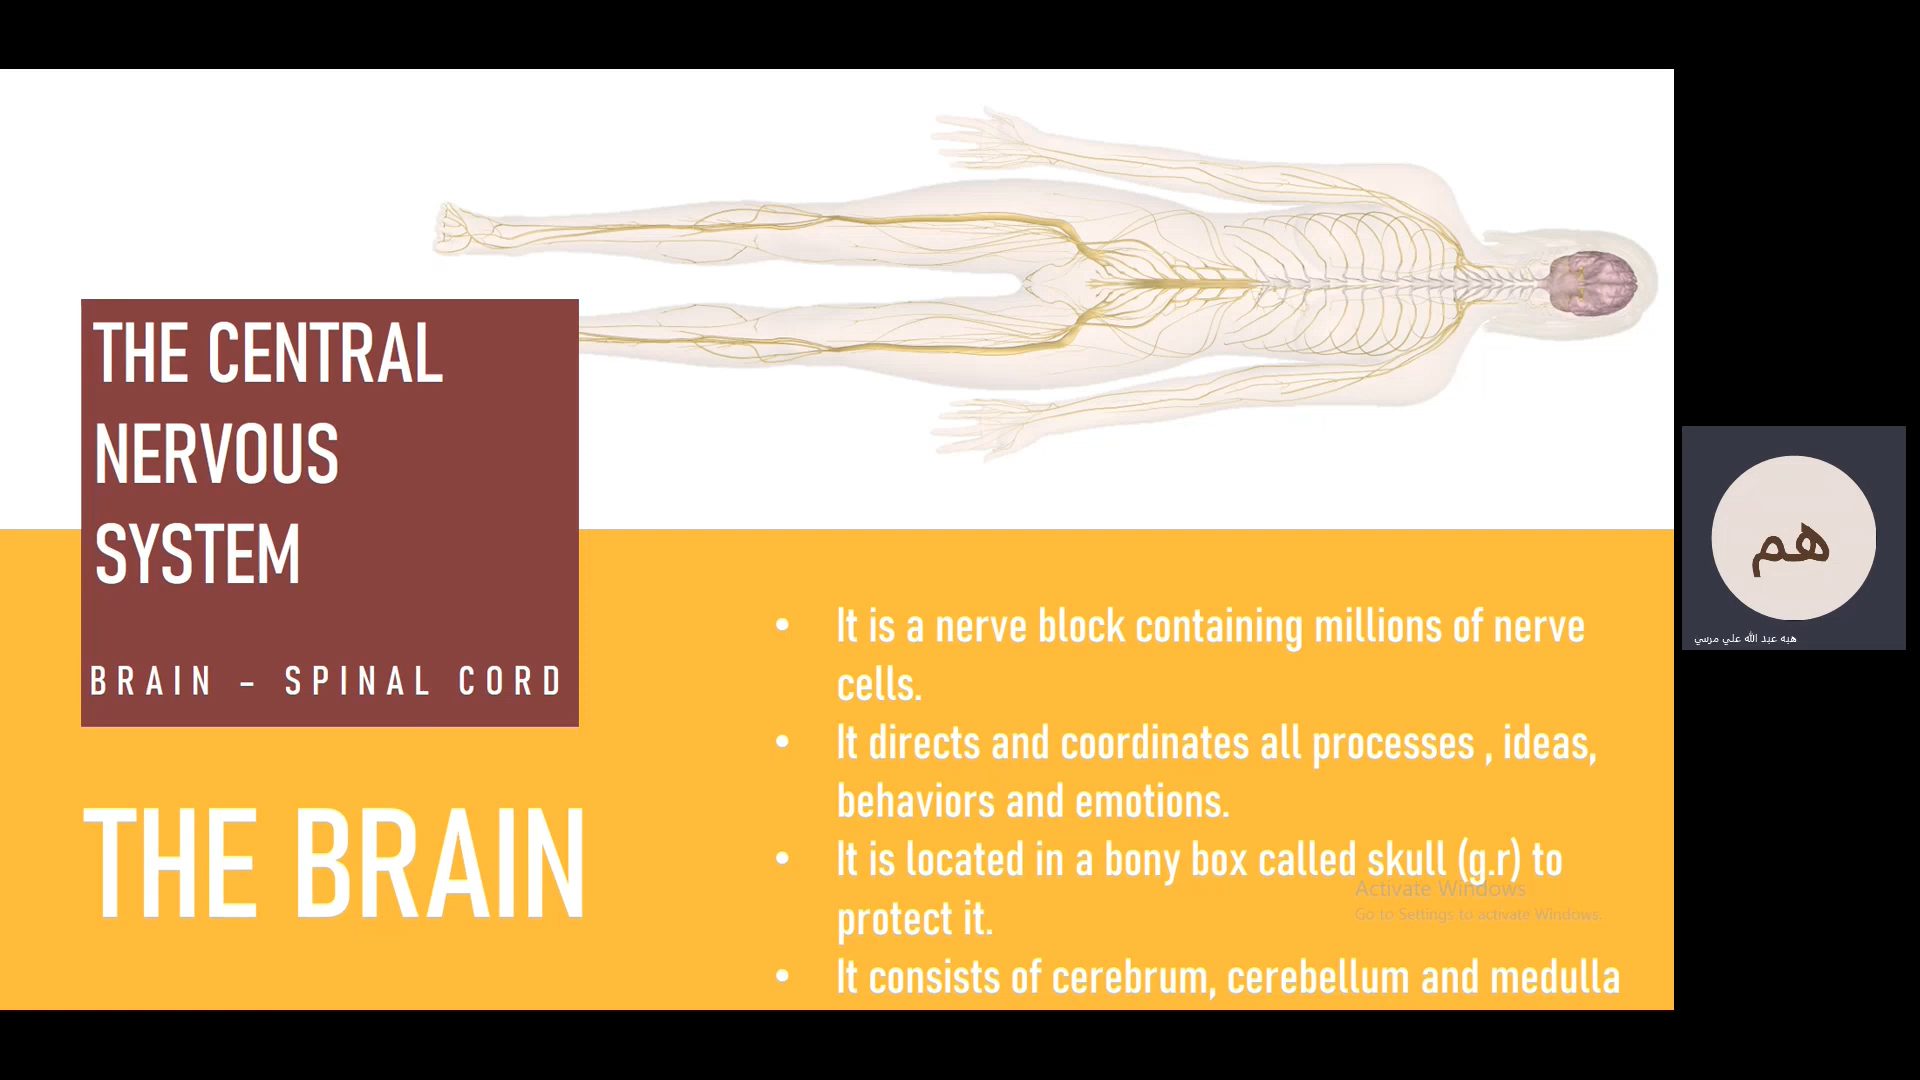 THE CENTRAL
NERVOUS
SYSTEM
BRAIN – SPINAL CORD
THE BRAIN
• It is a nerve block containing millions of nerve
cells.
• It directs and coordinates all processes , ideas,
behaviors and emotions.
• It is located in a bony box called skull (g.r) to
protect it.
• It consists of cerebrum, cerebellum and medulla
Activate Windows
Go to Settings to activate Windows.
هم
هبه عبد الله علي مرسي